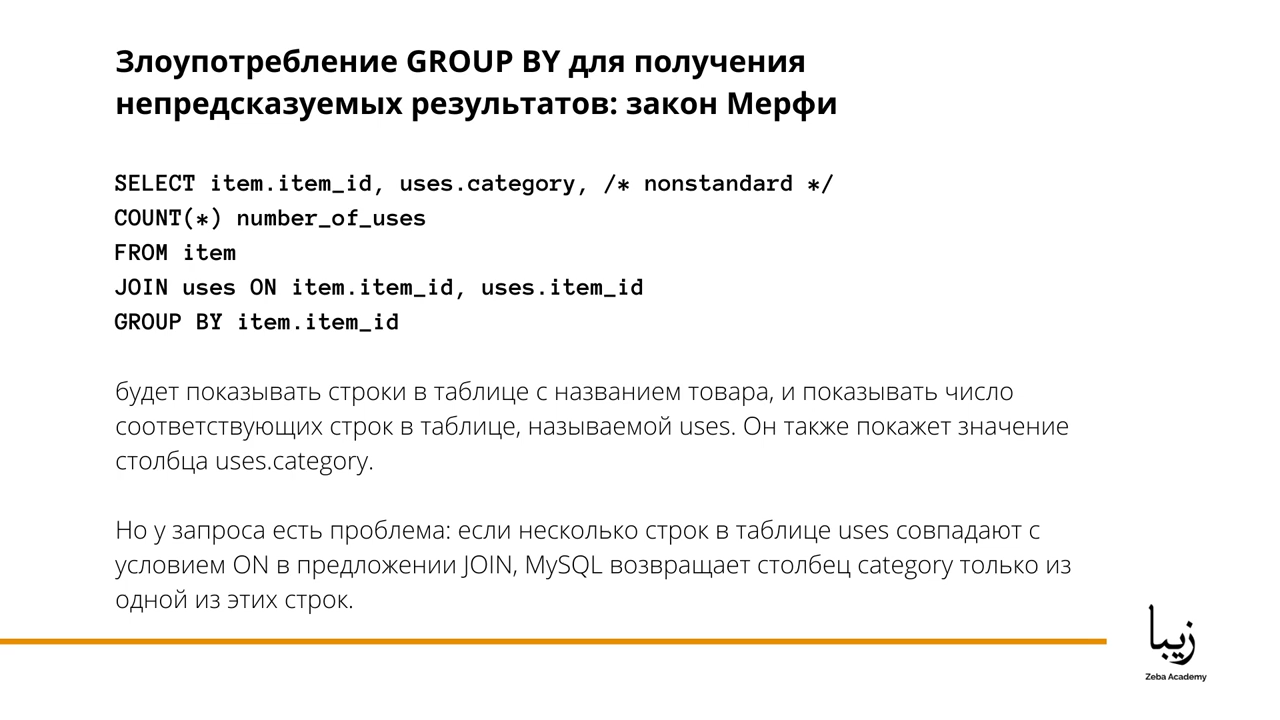 Злоупотребление GROUP BY для получения
непредсказуемых результатов: закон Мерфи
SELECT item.item_id, uses.category, /* nonstandard */
COUNT(*) number_of_uses
FROM item
JOIN uses ON item.item_id, uses.item_id
GROUP BY item.item_id
будет показывать строки в таблице с названием товара, и показывать число
соответствующих строк в таблице, называемой uses. Он также покажет значение
столбца uses.category.
Но у запроса есть проблема: если несколько строк в таблице uses совпадают с
условием ON в предложении JOIN, MySQL возвращает столбец category только из
одной из этих строк.
زیبا
Zeba Academy